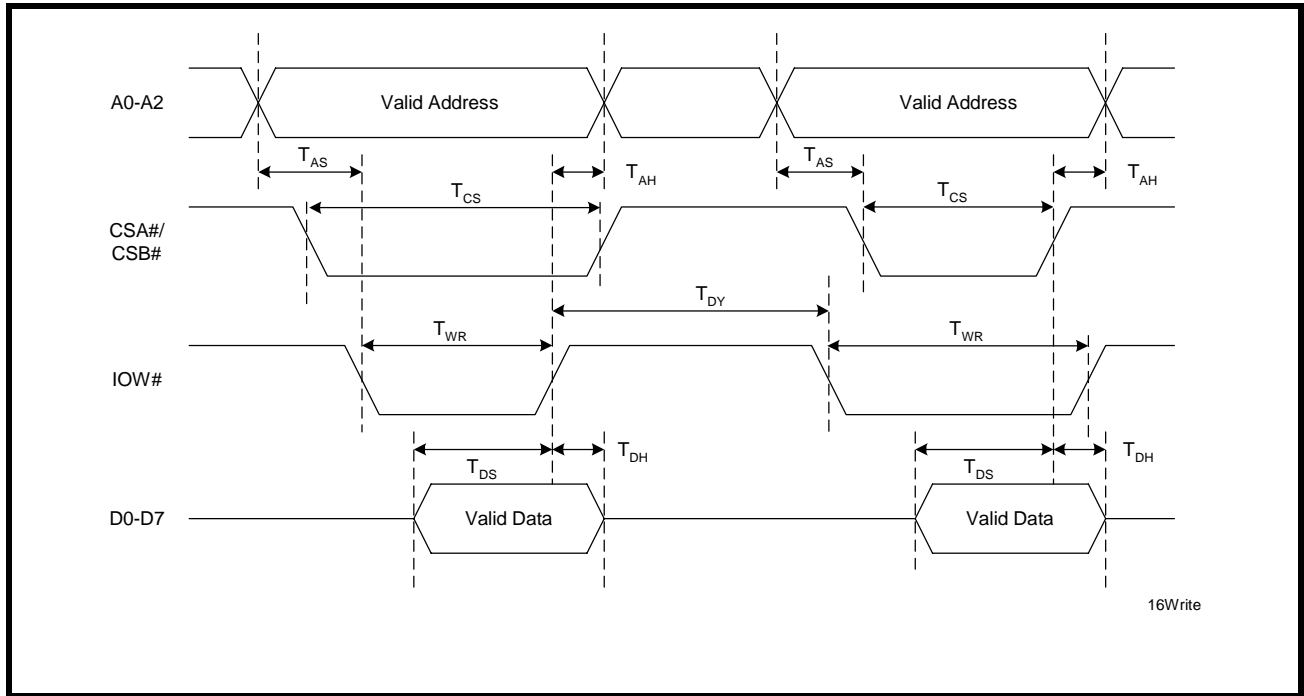 A0-A2
Valid Address
Valid Address
TAS
TAH
TAS
TAH
TCS
TCS
CSA#/
CSB#
TDY
TWR
TWR
IOW#
TDS
TDH
TDS
TDH
D0-D7
Valid Data
Valid Data
16Write